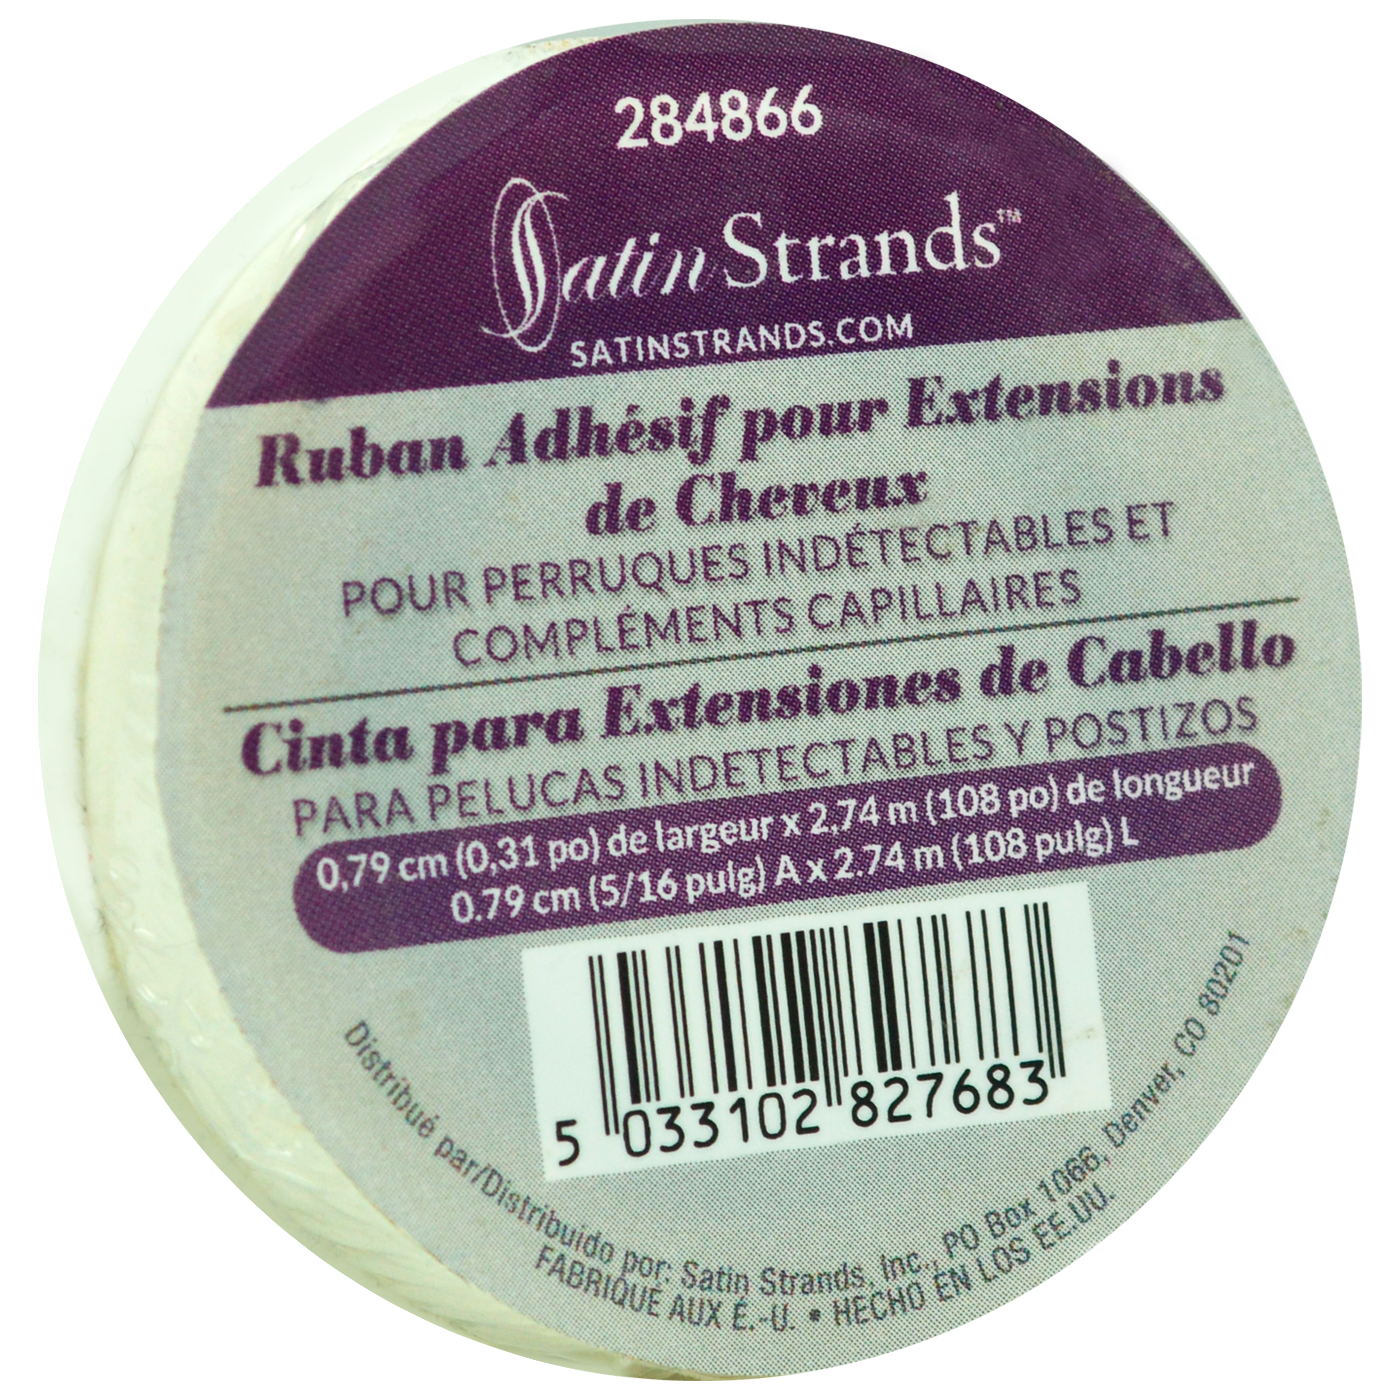 284866
Satin Strands™
SATINSTRANDS.COM
Ruban Adhésif pour Extensions
de Cheveux
POUR PERRUQUES INDÉTECTABLES ET
COMPLÉMENTS CAPILLAIRES
Cinta para Extensiones de Cabello
PARA PELUCAS INDETECTABLES Y POSTIZOS
0,79 cm (0,31 po) de largeur x 2,74 m (108 po) de longueur
0.79 cm (5/16 pulg) A x 2.74 m (108 pulg) L
5 033102 827683
Distribué par/Distribuido por: Satin Strands, Inc., PO Box 1066, Denver, CO 80201
FABRIQUÉ AUX É.-U. • HECHO EN LOS EE.UU.